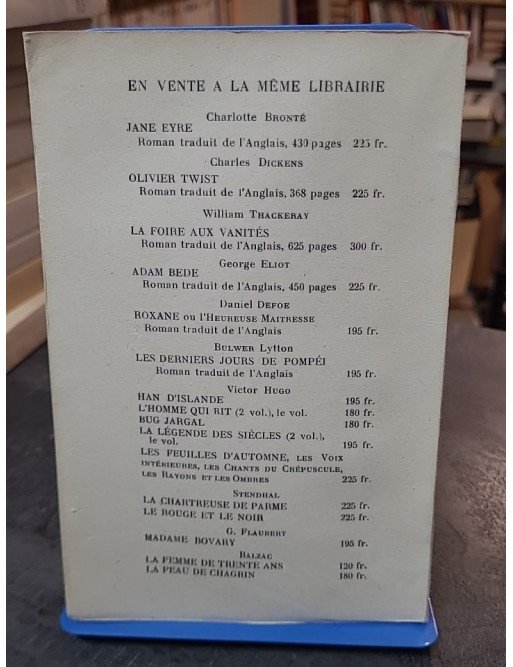 EN VENTE A LA MÊME LIBRAIRIE
Charlotte BRONTÉ
JANE EYRE
Roman traduit de l'Anglais, 430 pages 225 fr.
Charles DICKENS
OLIVIER TWIST
Roman traduit de l'Anglais, 368 pages 225 fr.
William THACKERAY
LA FOIRE AUX VANITÉS
Roman traduit de l'Anglais, 625 pages 300 fr.
George ELIOT
ADAM BEDE
Roman traduit de l'Anglais, 450 pages 225 fr.
Daniel DEFOE
ROXANE ou l'HEUREUSE MAITRESSE
Roman traduit de l'Anglais 195 fr.
BULWER Lytton
LES DERNIERS JOURS DE POMPÉI
Roman traduit de l'Anglais 195 fr.
Victor HUGO
HAN D'ISLANDE 195 fr.
L'HOMME QUI RIT (2 vol.), le vol. 180 fr.
BUG JARGAL 180 fr.
LA LÉGENDE DES SIÈCLES (2 vol.),
le vol. 195 fr.
LES FEUILLES D'AUTOMNE, LES VOIX
INTÉRIEURES, LES CHANTS DU CRÉPUSCULE,
LES RAYONS ET LES OMBRES 225 fr.
STENDHAL
LA CHARTREUSE DE PARME 225 fr.
LE ROUGE ET LE NOIR 225 fr.
G. FLAUBERT
MADAME BOVARY 195 fr.
BALZAC
LA FEMME DE TRENTE ANS 120 fr.
LA PEAU DE CHAGRIN 180 fr.